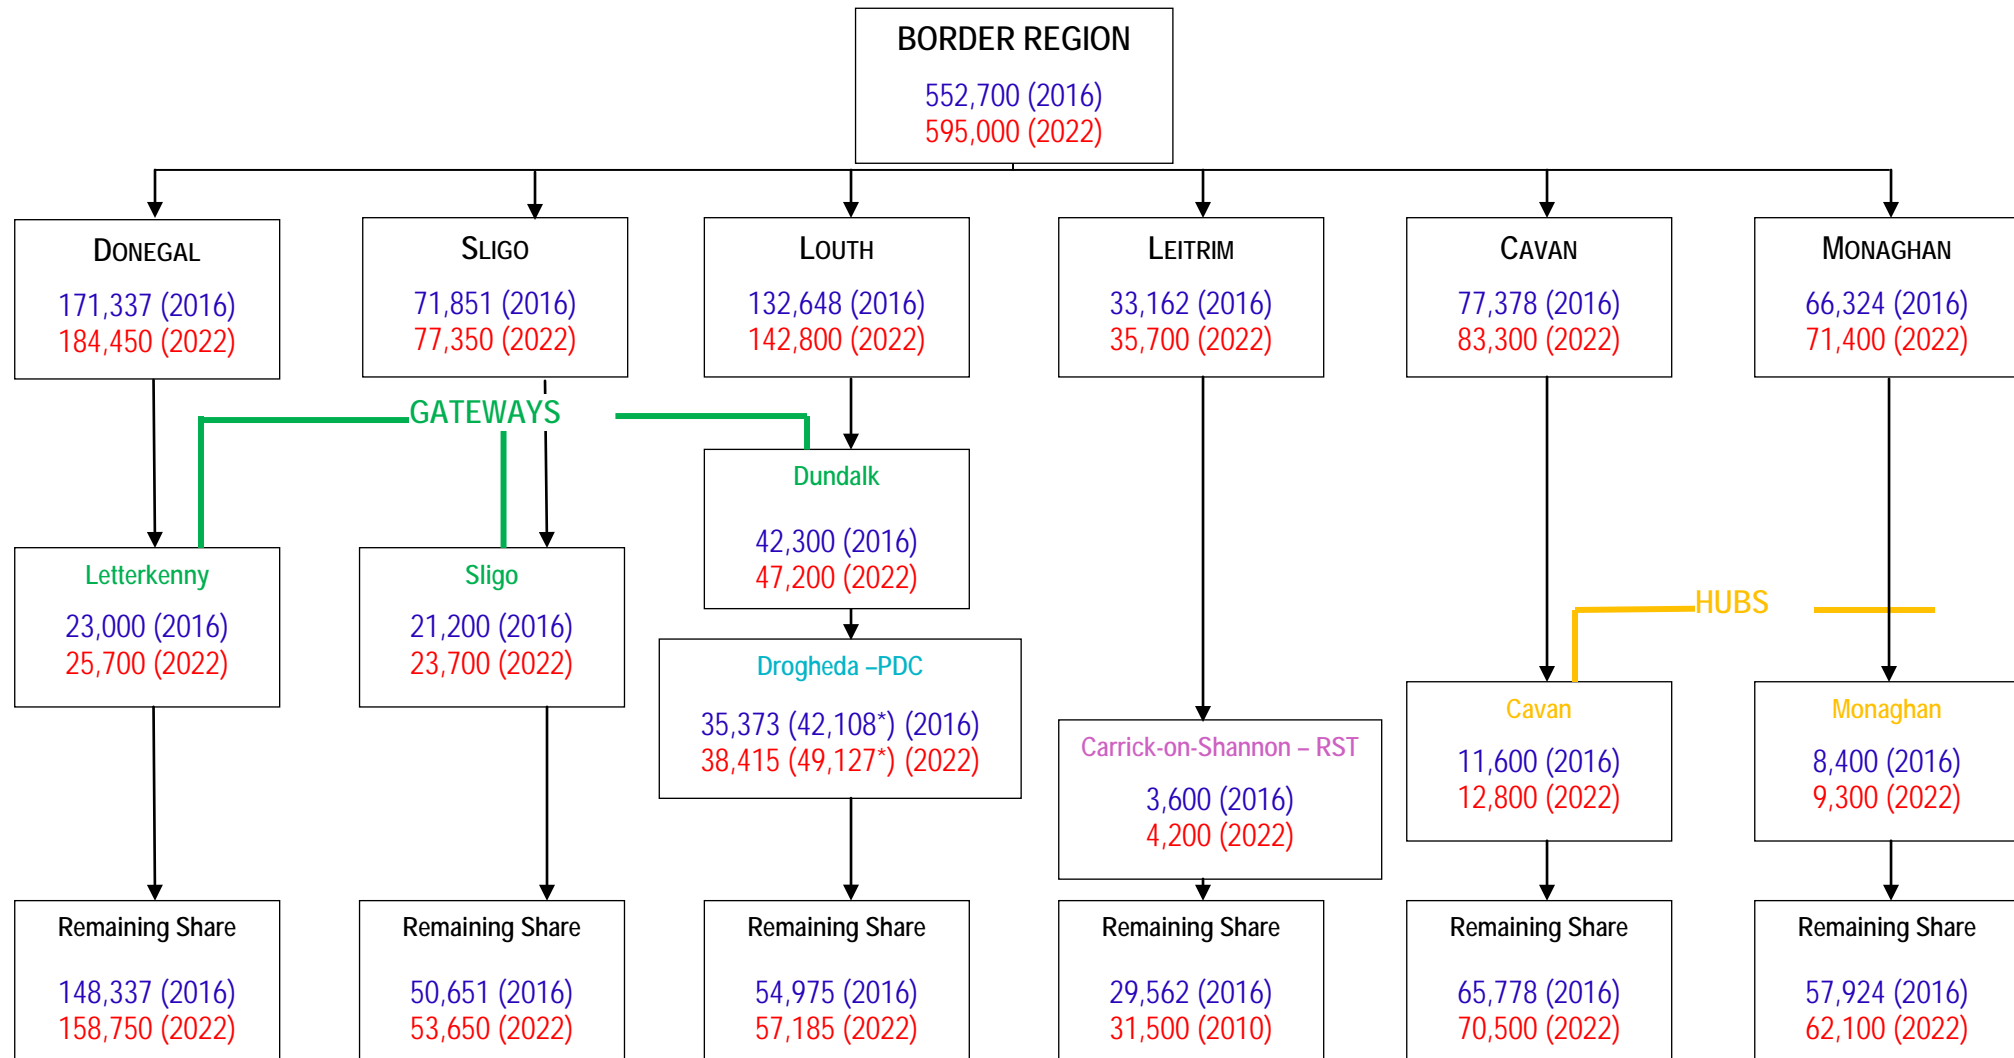 BORDER REGION
552,700 (2016)
595,000 (2022)
DONEGAL
171,337 (2016)
184,450 (2022)
SLIGO
71,851 (2016)
77,350 (2022)
LOUTH
132,648 (2016)
142,800 (2022)
LEITRIM
33,162 (2016)
35,700 (2022)
CAVAN
77,378 (2016)
83,300 (2022)
MONAGHAN
66,324 (2016)
71,400 (2022)
GATEWAYS
Dundalk
42,300 (2016)
47,200 (2022)
Letterkenny
23,000 (2016)
25,700 (2022)
Sligo
21,200 (2016)
23,700 (2022)
HUBS
Drogheda –PDC
35,373 (42,108*) (2016)
38,415 (49,127*) (2022)
Carrick-on-Shannon – RST
3,600 (2016)
4,200 (2022)
Cavan
11,600 (2016)
12,800 (2022)
Monaghan
8,400 (2016)
9,300 (2022)
Remaining Share
148,337 (2016)
158,750 (2022)
Remaining Share
50,651 (2016)
53,650 (2022)
Remaining Share
54,975 (2016)
57,185 (2022)
Remaining Share
29,562 (2016)
31,500 (2010)
Remaining Share
65,778 (2016)
70,500 (2022)
Remaining Share
57,924 (2016)
62,100 (2022)